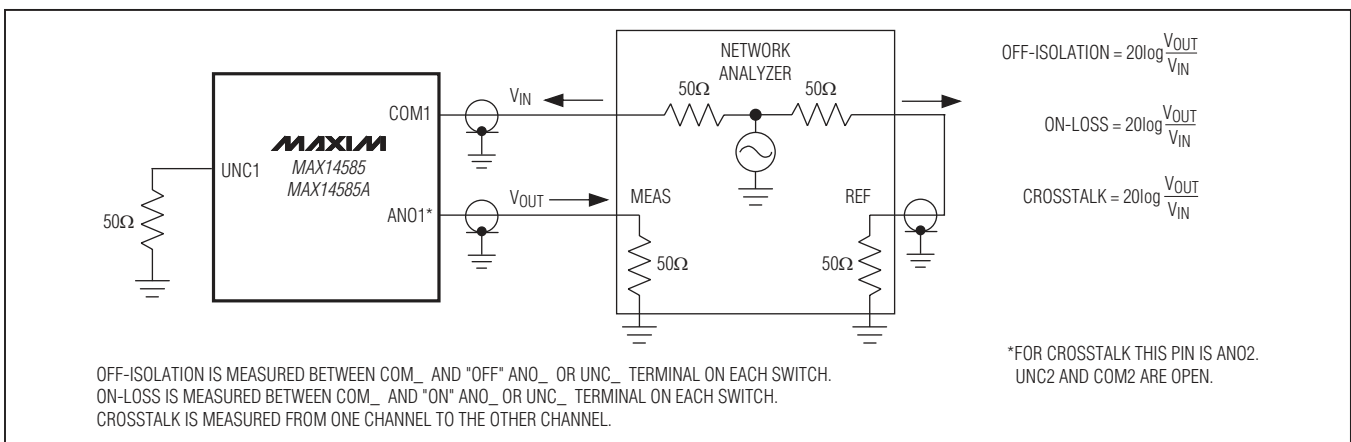 NETWORK
ANALYZER
50Ω
50Ω
VIN
COM1
MAXIM
MAX14585
MAX14585A
UNC1
50Ω
ANO1*
VOUT
MEAS
REF
50Ω
50Ω
OFF-ISOLATION = 20log VOUT/VIN
ON-LOSS = 20log VOUT/VIN
CROSSTALK = 20log VOUT/VIN
OFF-ISOLATION IS MEASURED BETWEEN COM_ AND "OFF" ANO_ OR UNC_ TERMINAL ON EACH SWITCH.
ON-LOSS IS MEASURED BETWEEN COM_ AND "ON" ANO_ OR UNC_ TERMINAL ON EACH SWITCH.
CROSSTALK IS MEASURED FROM ONE CHANNEL TO THE OTHER CHANNEL.
*FOR CROSSTALK THIS PIN IS ANO2.
UNC2 AND COM2 ARE OPEN.